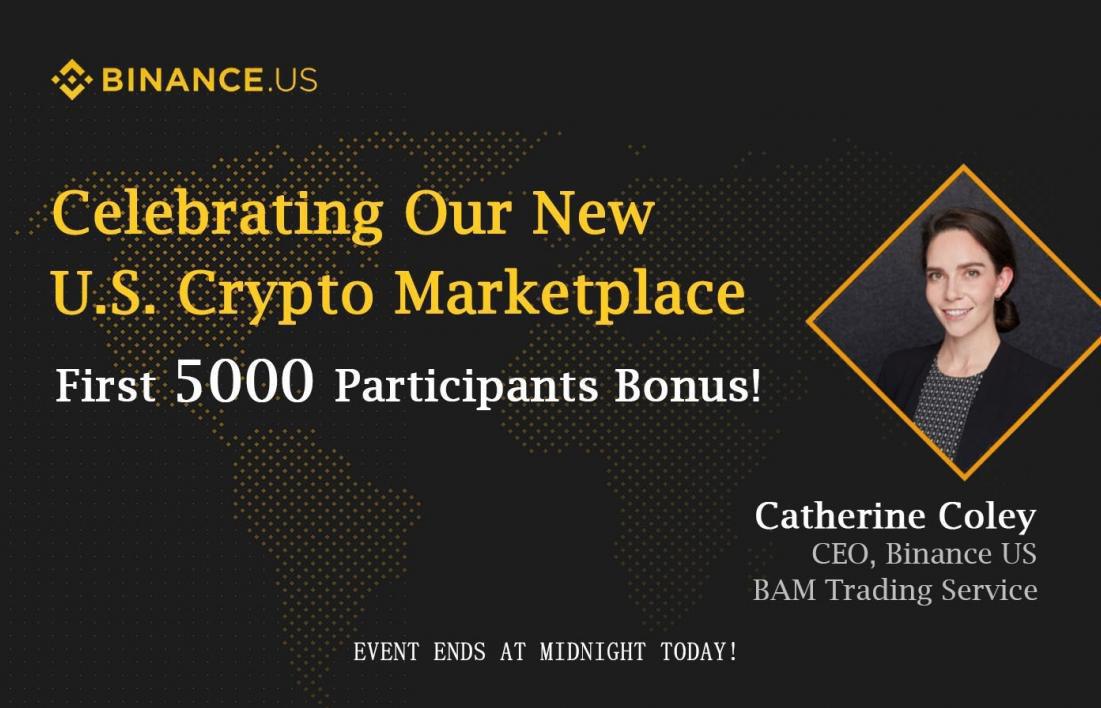 BINANCE.US
Celebrating Our New
U.S. Crypto Marketplace
First 5000 Participants Bonus!
Catherine Coley
CEO, Binance US
BAM Trading Service
EVENT ENDS AT MIDNIGHT TODAY!